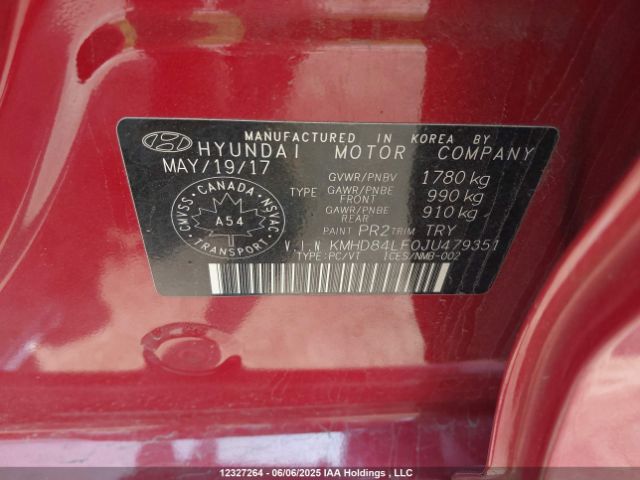 MANUFACTURED IN KOREA BY
HYUNDAI MOTOR COMPANY
MAY/19/17
GVWR/PNBV 1780 kg
TYPE GAWR/PNBE FRONT 990 kg
GAWR/PNBE REAR 910 kg
CANADA
CMVSS NSVAC
A54
TRANSPORT
PAINT PR2 TRIM TRY
V.I.N KMHD84LF0JU479351
TYPE:PC/VT ICES/NMB-002
12327264 - 06/06/2025 IAA Holdings , LLC